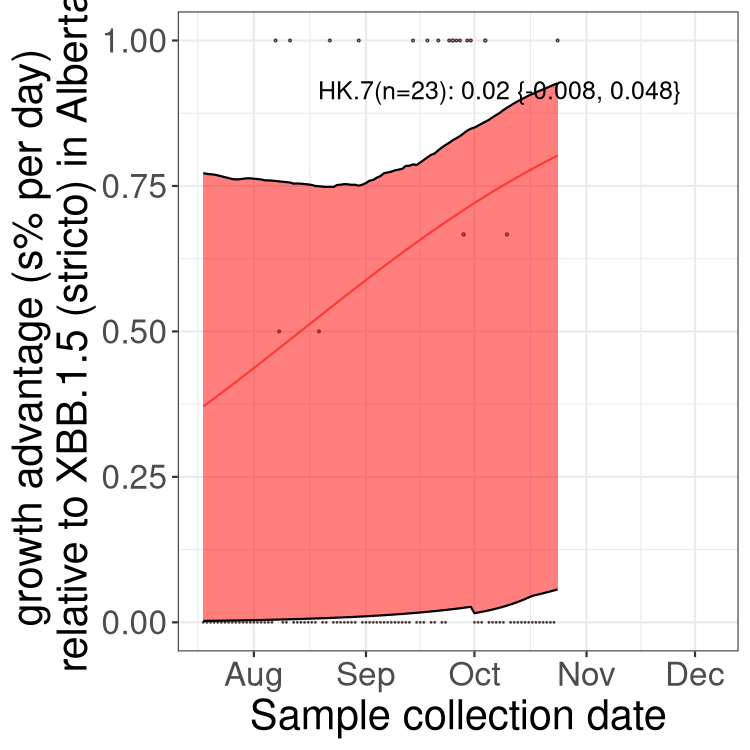 growth advantage (s% per day)
relative to XBB.1.5 (stricto) in Alberta
1.00
0.75
0.50
0.25
0.00
HK.7(n=23): 0.02 {-0.008, 0.048}
Aug Sep Oct Nov Dec
Sample collection date